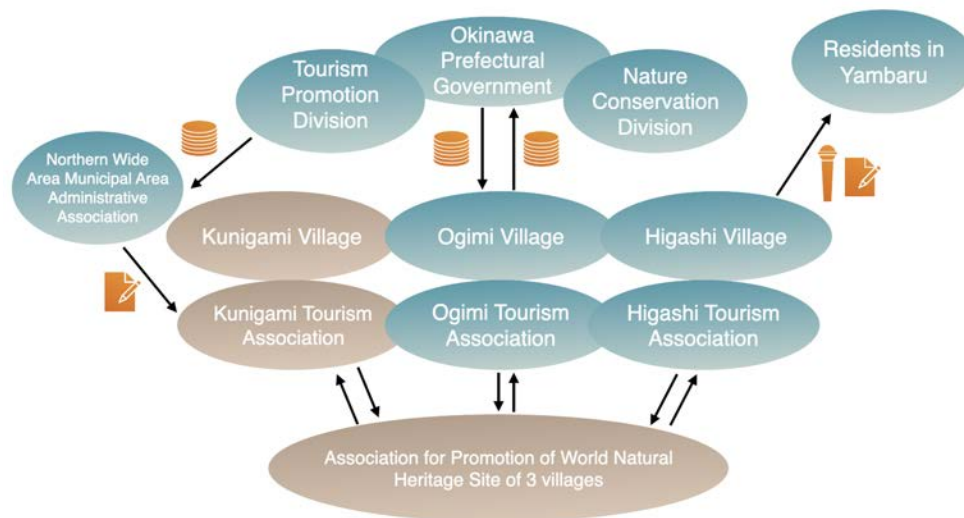 Okinawa
Prefectural
Government
Tourism
Promotion
Division
Nature
Conservation
Division
Residents in
Yambaru
Northern Wide
Area Municipal Area
Administrative
Association
Kunigami Village
Ogimi Village
Higashi Village
Kunigami Tourism
Association
Ogimi Tourism
Association
Higashi Tourism
Association
Association for Promotion of World Natural
Heritage Site of 3 villages